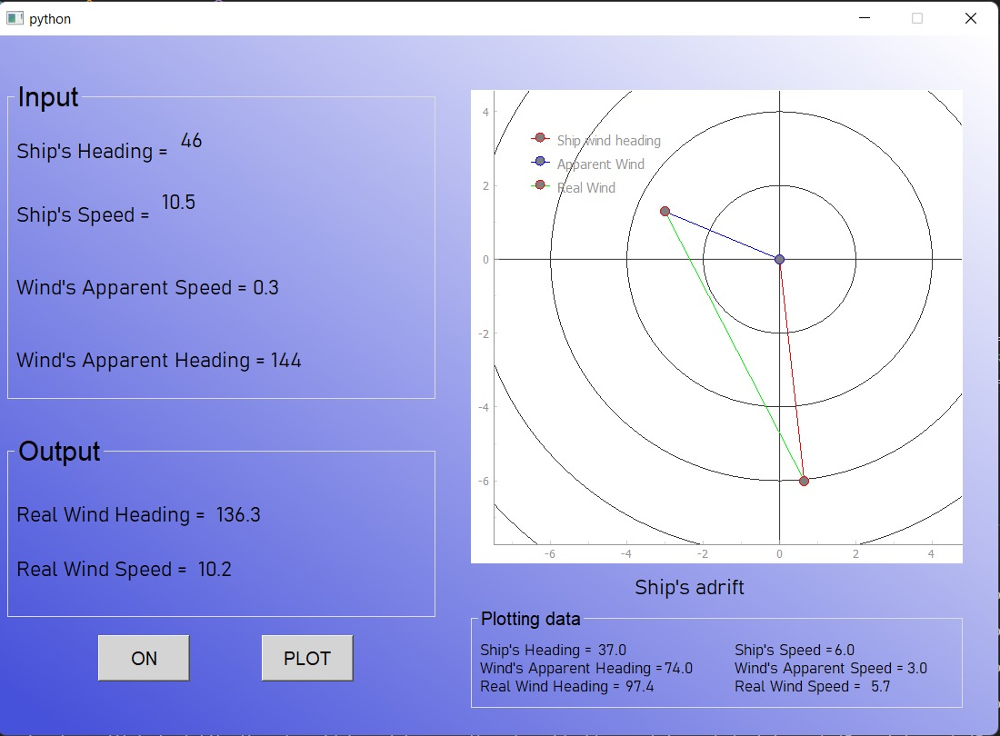 python
Input
Ship's Heading = 46
Ship's Speed = 10.5
Wind's Apparent Speed = 0.3
Wind's Apparent Heading = 144
Output
Real Wind Heading = 136.3
Real Wind Speed = 10.2
ON PLOT
Ship wind heading
Apparent Wind
Real Wind
4
2
0
-2
-4
-6
-6 -4 -2 0 2 4
Ship's adrift
Plotting data
Ship's Heading = 37.0 Ship's Speed =6.0
Wind's Apparent Heading =74.0 Wind's Apparent Speed = 3.0
Real Wind Heading = 97.4 Real Wind Speed = 5.7